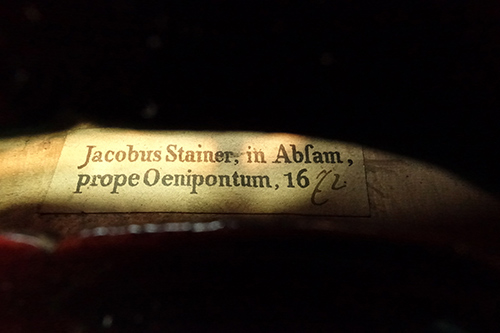 Jacobus Stainer, in Abſam,
prope Oenipontum, 16